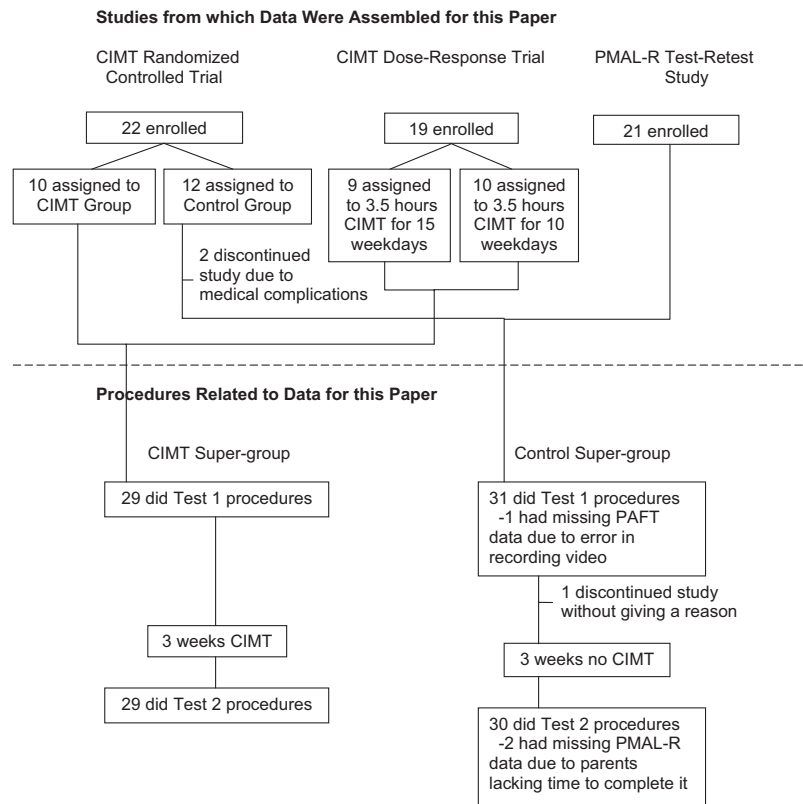 Studies from which Data Were Assembled for this Paper
CIMT Randomized
Controlled Trial
CIMT Dose-Response Trial
PMAL-R Test-Retest
Study
22 enrolled
19 enrolled
21 enrolled
10 assigned to
CIMT Group
12 assigned to
Control Group
9 assigned
to 3.5 hours
CIMT for 15
weekdays
10 assigned
to 3.5 hours
CIMT for 10
weekdays
2 discontinued
study due to
medical complications
Procedures Related to Data for this Paper
CIMT Super-group
Control Super-group
29 did Test 1 procedures
31 did Test 1 procedures
-1 had missing PAFT
data due to error in
recording video
1 discontinued study
without giving a reason
3 weeks CIMT
3 weeks no CIMT
29 did Test 2 procedures
30 did Test 2 procedures
-2 had missing PMAL-R
data due to parents
lacking time to complete it